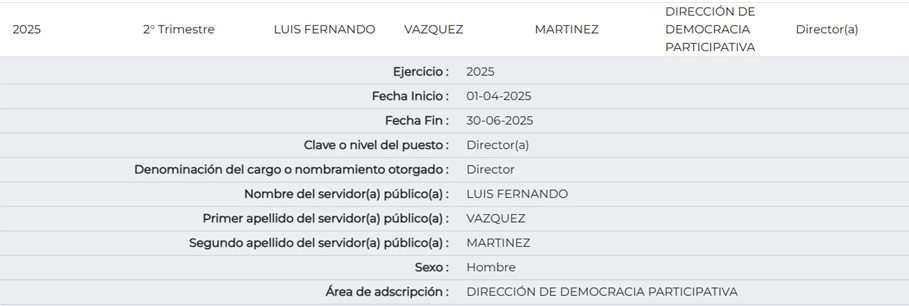 2025 2° Trimestre LUIS FERNANDO VAZQUEZ MARTINEZ DIRECCIÓN DE DEMOCRACIA PARTICIPATIVA Director(a)
Ejercicio : 2025
Fecha Inicio : 01-04-2025
Fecha Fin : 30-06-2025
Clave o nivel del puesto : Director(a)
Denominación del cargo o nombramiento otorgado : Director
Nombre del servidor(a) público(a) : LUIS FERNANDO
Primer apellido del servidor(a) público(a) : VAZQUEZ
Segundo apellido del servidor(a) público(a) : MARTINEZ
Sexo : Hombre
Área de adscripción : DIRECCIÓN DE DEMOCRACIA PARTICIPATIVA